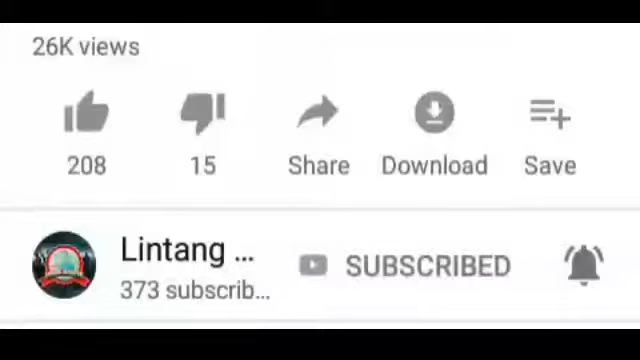 26K views
208 15 Share Download Save
Lintang ...
373 subscrib...
SUBSCRIBED